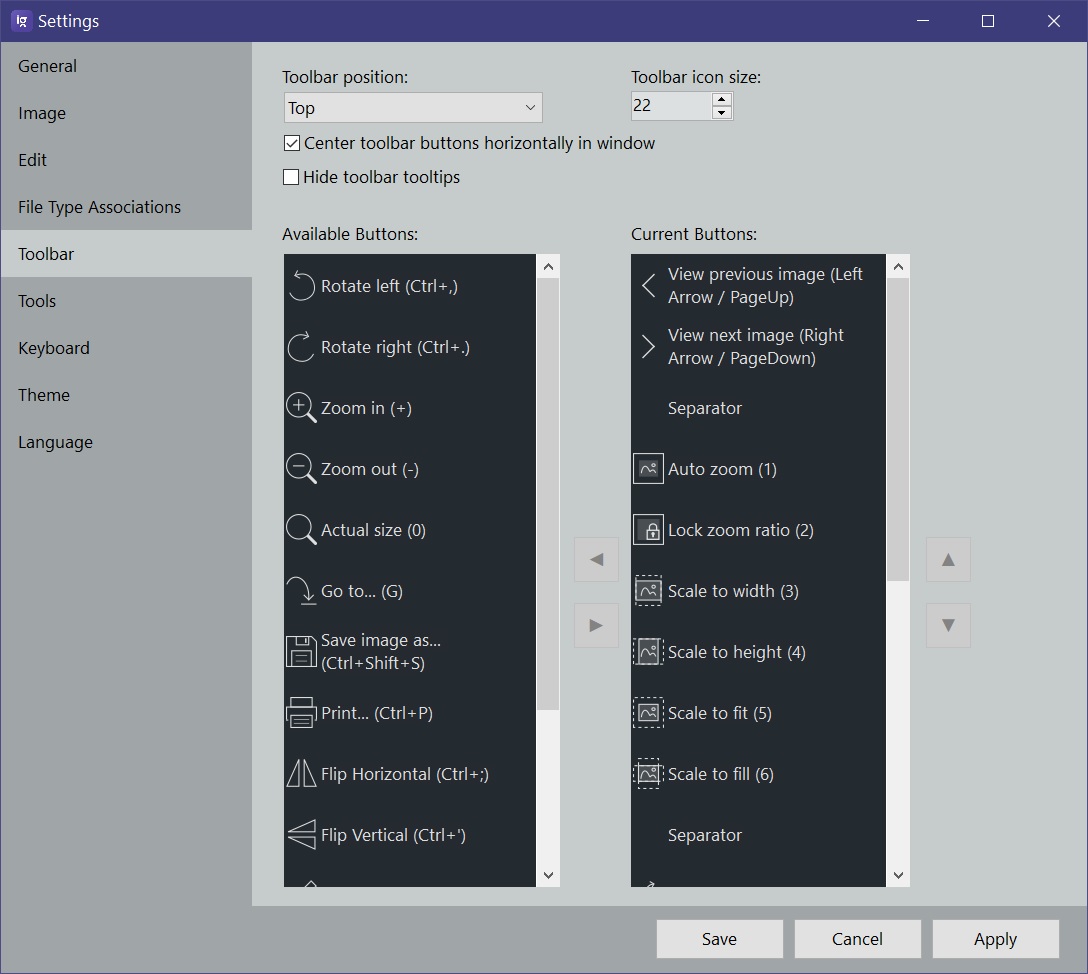 Ig Settings
General
Image
Edit
File Type Associations
Toolbar
Tools
Keyboard
Theme
Language
Toolbar position:
Top
Toolbar icon size:
22
Center toolbar buttons horizontally in window
Hide toolbar tooltips
Available Buttons:
Rotate left (Ctrl+,)
Rotate right (Ctrl+.)
Zoom in (+)
Zoom out (-)
Actual size (0)
Go to... (G)
Save image as...
(Ctrl+Shift+S)
Print... (Ctrl+P)
Flip Horizontal (Ctrl+;)
Flip Vertical (Ctrl+')
Current Buttons:
View previous image (Left
Arrow / PageUp)
View next image (Right
Arrow / PageDown)
Separator
Auto zoom (1)
Lock zoom ratio (2)
Scale to width (3)
Scale to height (4)
Scale to fit (5)
Scale to fill (6)
Separator
Save
Cancel
Apply